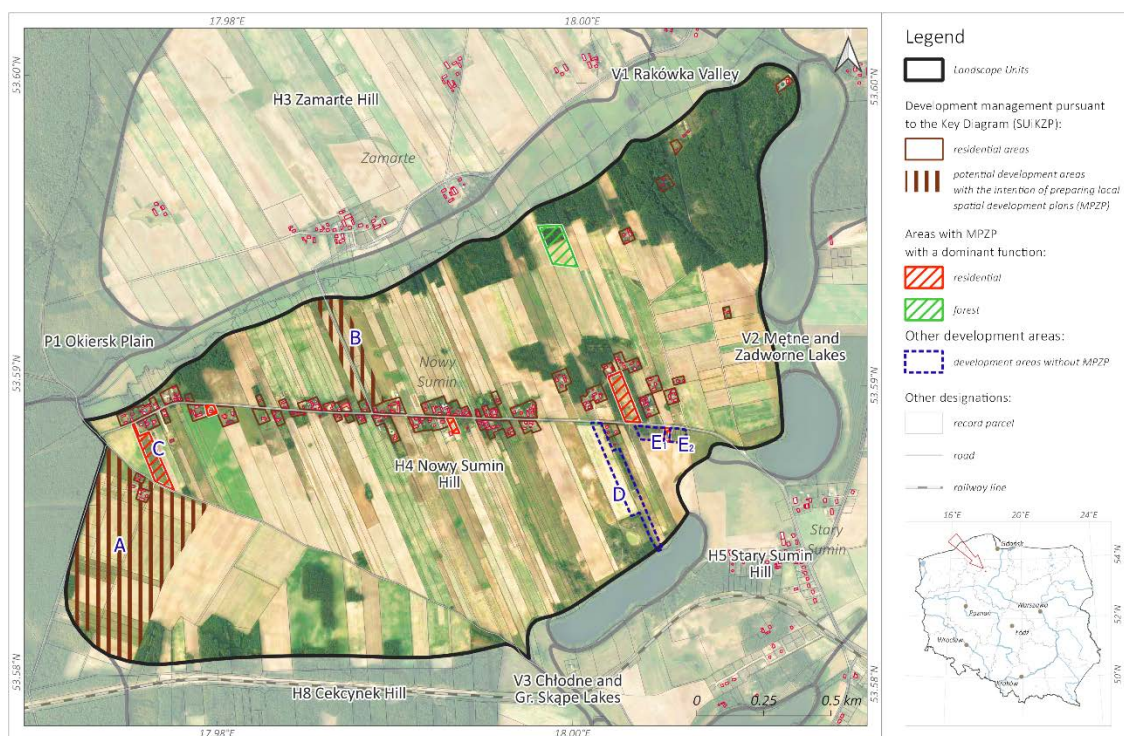 17.98°E
18.00°E
53.60°N
53.60°N
V1 Rakówka Valley
H3 Zamarte Hill
Zamarte
P1 Okiersk Plain
B
Nowy
Sumin
V2 Mętne and
Zadworne Lakes
53.59°N
53.59°N
C
H4 Nowy Sumin
Hill
E1 E2
D
A
H5 Stary Sumin
Hill
Stary
Sumin
53.58°N
53.58°N
V3 Chłodne and
Gr. Skąpe Lakes
H8 Cekcynek Hill
0 0.25 0.5 km
17.98°E
18.00°E
Legend
Landscape Units
Development management pursuant
to the Key Diagram (SUiKZP):
residential areas
potential development areas
with the intention of preparing local
spatial development plans (MPZP)
Areas with MPZP
with a dominant function:
residential
forest
Other development areas:
development areas without MPZP
Other designations:
record parcel
road
railway line
16°E 20°E 24°E
Gdańsk
54°N
Poznań
Warszawa
52°N
Łódź
Wrocław
Kraków
50°N